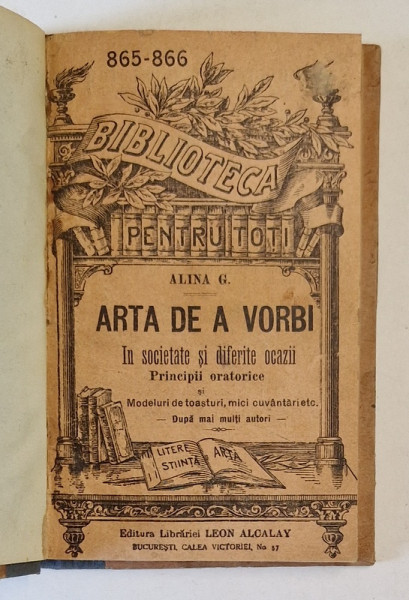 865-866
BIBLIOTECA
PENTRU TOTI
ALINA G.
ARTA DE A VORBI
In societate și diferite ocazii
Principii oratorice
și
Modeluri de toasturi, mici cuvântări etc.
— După mai mulți autori —
LITERE ARTA
STIINTA
Editura Librăriei LEON ALCALAY
BUCUREȘTI, CALEA VICTORIEI, No 37